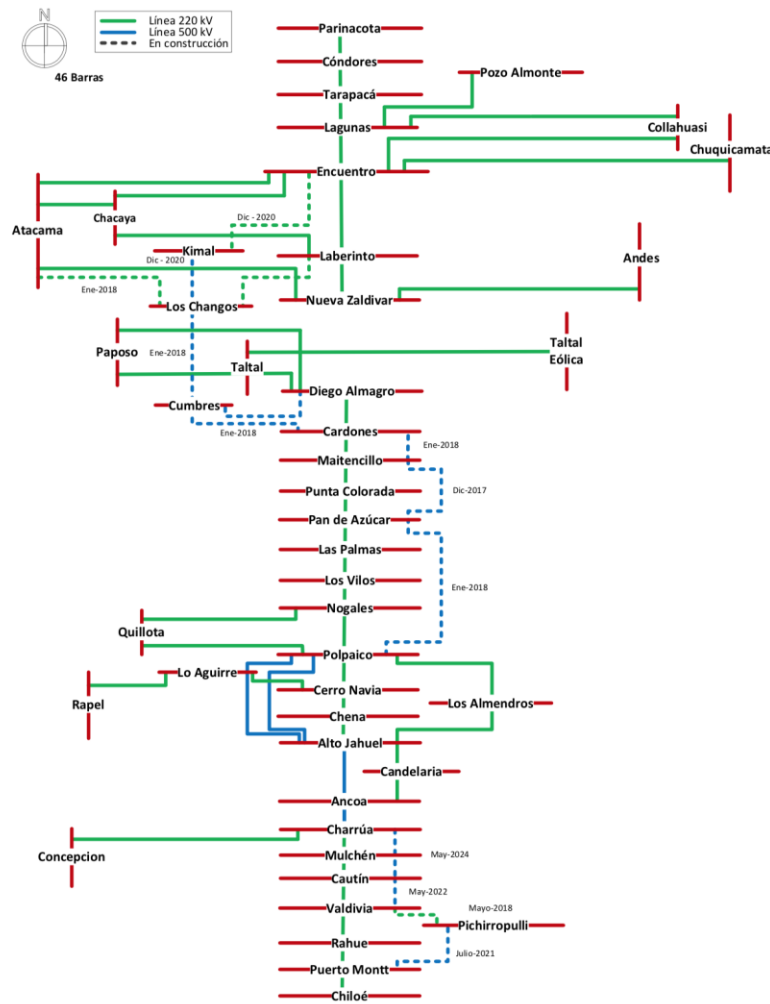 N
Línea 220 kV
Línea 500 kV
En construcción
46 Barras
Parinacota
Cóndores
Pozo Almonte
Tarapacá
Lagunas
Collahuasi
Chuquicamata
Encuentro
Chacaya
Dic - 2020
Atacama
Kimal
Laberinto
Andes
Dic - 2020
Ene-2018
Nueva Zaldivar
Los Changos
Paposo
Ene-2018
Taltal
Taltal
Eólica
Diego Almagro
Cumbres
Ene-2018
Cardones
Ene-2018
Maitencillo
Punta Colorada
Dic-2017
Pan de Azúcar
Las Palmas
Los Vilos
Ene-2018
Nogales
Quillota
Polpaico
Lo Aguirre
Cerro Navia
Rapel
Los Almendros
Chena
Alto Jahuel
Candelaria
Ancoa
Charrúa
Concepcion
Mulchén
May-2024
Cautín
May-2022
Valdivia
Mayo-2018
Pichirropulli
Rahue
Julio-2021
Puerto Montt
Chiloé